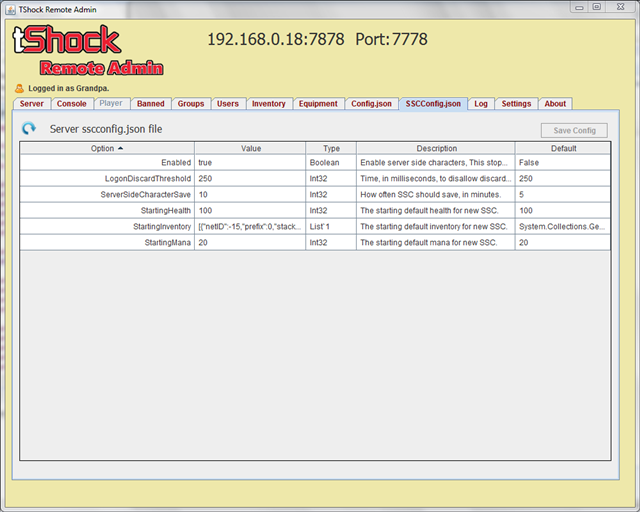 TShock Remote Admin
tShock
192.168.0.18:7878 Port:7778
Remote Admin
Logged in as Grandpa.
Server Console Player Banned Groups Users Inventory Equipment Config.json SSCConfig.json Log Settings About
Server sscconfig.json file
Save Config
Option Value Type Description Default
Enabled true Boolean Enable server side characters, This stop... False
LogonDiscardThreshold 250 Int32 Time, in milliseconds, to disallow discard... 250
ServerSideCharacterSave 10 Int32 How often SSC should save, in minutes. 5
StartingHealth 100 Int32 The starting default health for new SSC. 100
StartingInventory [{"netID":-15,"prefix":0,"stack... List`1 The starting default inventory for new SSC. System.Collections.Ge...
StartingMana 20 Int32 The starting default mana for new SSC. 20